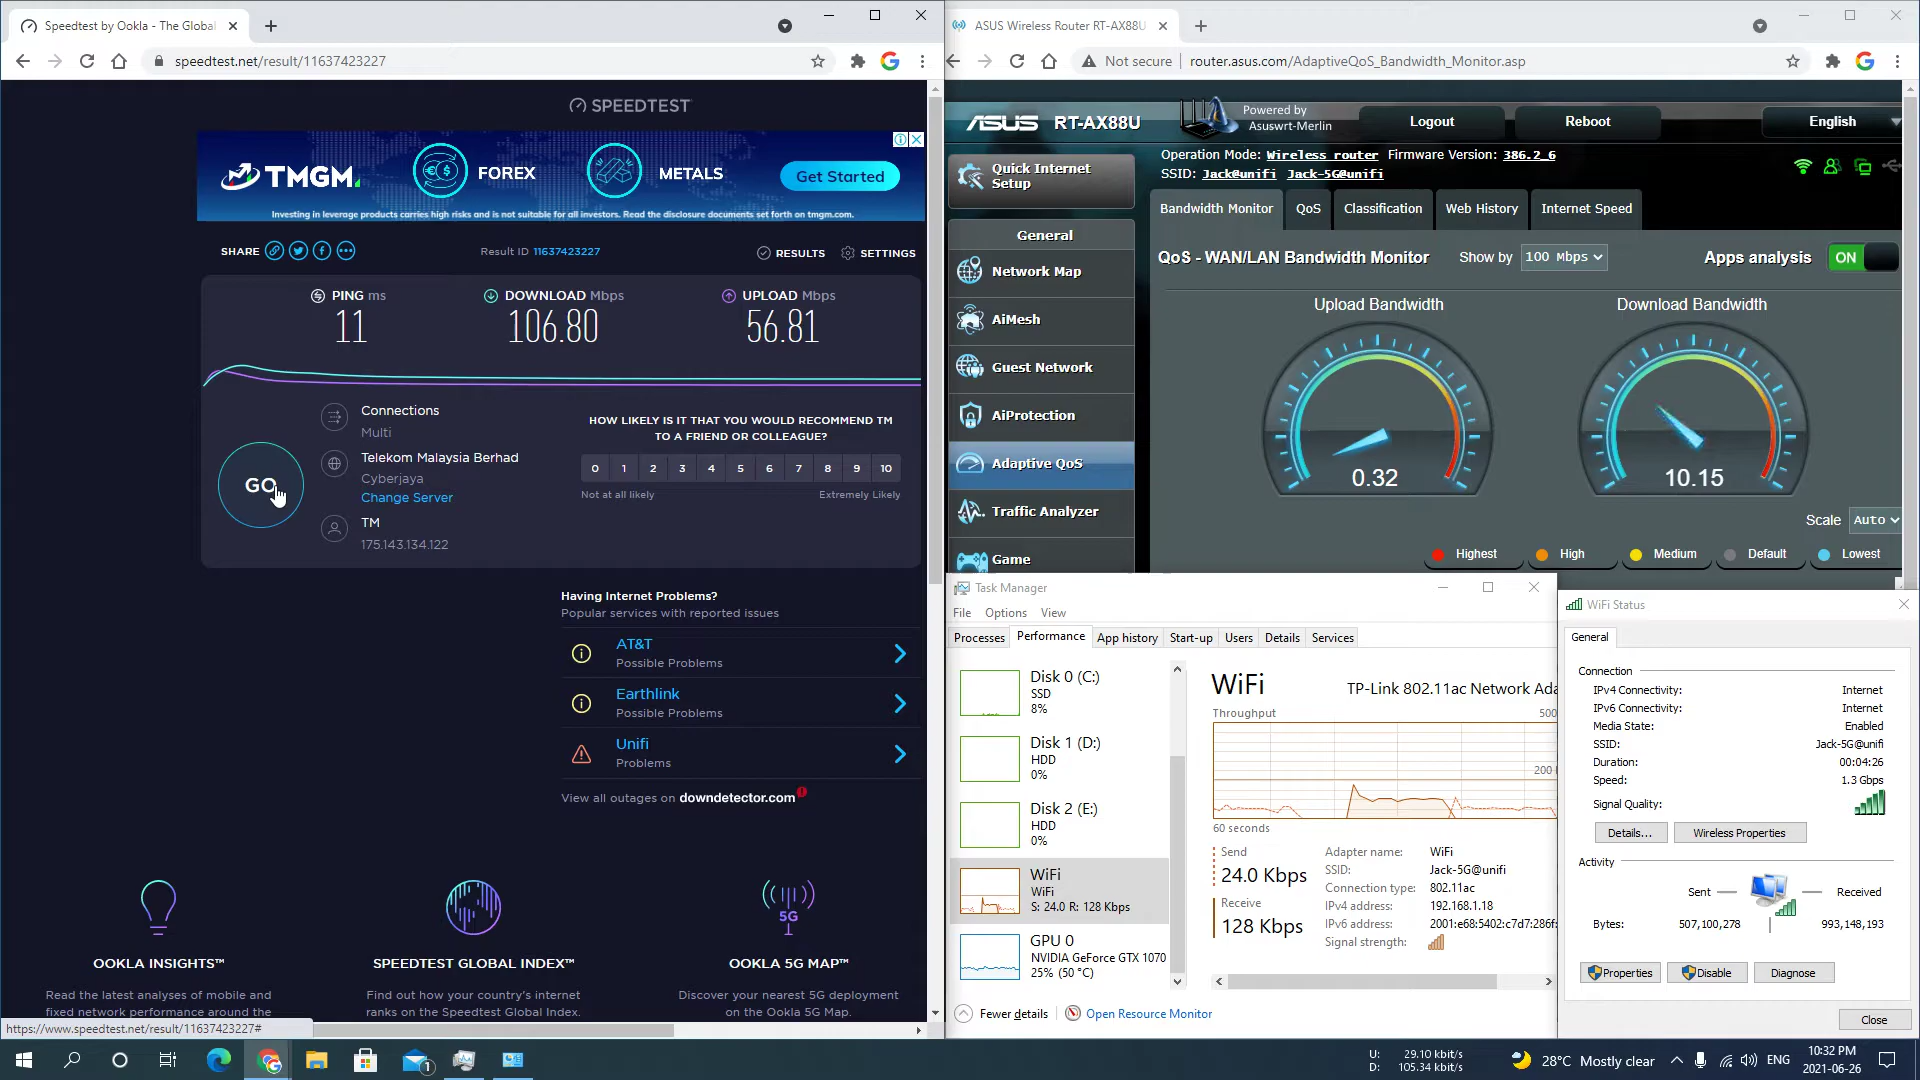 Speedtest by Ookla - The Global
speedtest.net/result/11637423227
SPEEDTEST
TMGM.
FOREX
METALS
Get Started
Investing in leverage products carries high risks and is not suitable for all investors. Read the disclosure documents set forth on tmgm.com.
SHARE
Result ID 11637423227
RESULTS
SETTINGS
PING ms
11
DOWNLOAD Mbps
106.80
UPLOAD Mbps
56.81
GO
Connections
Multi
Telekom Malaysia Berhad
Cyberjaya
Change Server
TM
175.143.134.122
HOW LIKELY IS IT THAT YOU WOULD RECOMMEND TM
TO A FRIEND OR COLLEAGUE?
0 1 2 3 4 5 6 7 8 9 10
Not at all likely
Extremely Likely
Having Internet Problems?
Popular services with reported issues
AT&T
Possible Problems
Earthlink
Possible Problems
Unifi
Problems
View all outages on downdetector.com
5G
OOKLA INSIGHTS™
Read the latest analyses of mobile and
fixed network performance around the
SPEEDTEST GLOBAL INDEX™
Find out how your country's internet
ranks on the Speedtest Global Index.
OOKLA 5G MAP™
Discover your nearest 5G deployment
on the Ookla 5G Map.
https://www.speedtest.net/result/11637423227#
ASUS Wireless Router RT-AX88U
Not secure
router.asus.com/AdaptiveQoS_Bandwidth_Monitor.asp
ASUS RT-AX88U
Powered by
Asuswrt-Merlin
Logout
Reboot
English
Operation Mode: Wireless router Firmware Version: 386.2_6
SSID: Jack@unifi Jack-5G@unifi
Quick Internet
Setup
General
Network Map
AiMesh
Guest Network
AiProtection
Adaptive QoS
Traffic Analyzer
Game
Bandwidth Monitor
QoS
Classification
Web History
Internet Speed
QoS - WAN/LAN Bandwidth Monitor
Show by 100 Mbps
Apps analysis ON
Upload Bandwidth
0.32
Download Bandwidth
10.15
Scale Auto
Highest
High
Medium
Default
Lowest
Task Manager
File Options View
Processes Performance App history Start-up Users Details Services
Disk 0 (C:)
SSD
8%
Disk 1 (D:)
HDD
0%
Disk 2 (E:)
HDD
0%
WiFi
WiFi
S: 24.0 R: 128 Kbps
GPU 0
NVIDIA GeForce GTX 1070
25% (50 °C)
WiFi
TP-Link 802.11ac Network Ada
Throughput
500
200
60 seconds
Send
24.0 Kbps
Receive
128 Kbps
Adapter name: WiFi
SSID: Jack-5G@unifi
Connection type: 802.11ac
IPv4 address: 192.168.1.18
IPv6 address: 2001:e68:5402:c7d7:286f:
Signal strength:
Fewer details
Open Resource Monitor
WiFi Status
General
Connection
IPv4 Connectivity: Internet
IPv6 Connectivity: Internet
Media State: Enabled
SSID: Jack-5G@unifi
Duration: 00:04:26
Speed: 1.3 Gbps
Signal Quality:
Details...
Wireless Properties
Activity
Sent
Received
Bytes: 507,100,278 993,148,193
Properties
Disable
Diagnose
Close
1
U: 29.10 kbit/s
D: 105.34 kbit/s
28°C Mostly clear
ENG
10:32 PM
2021-06-26